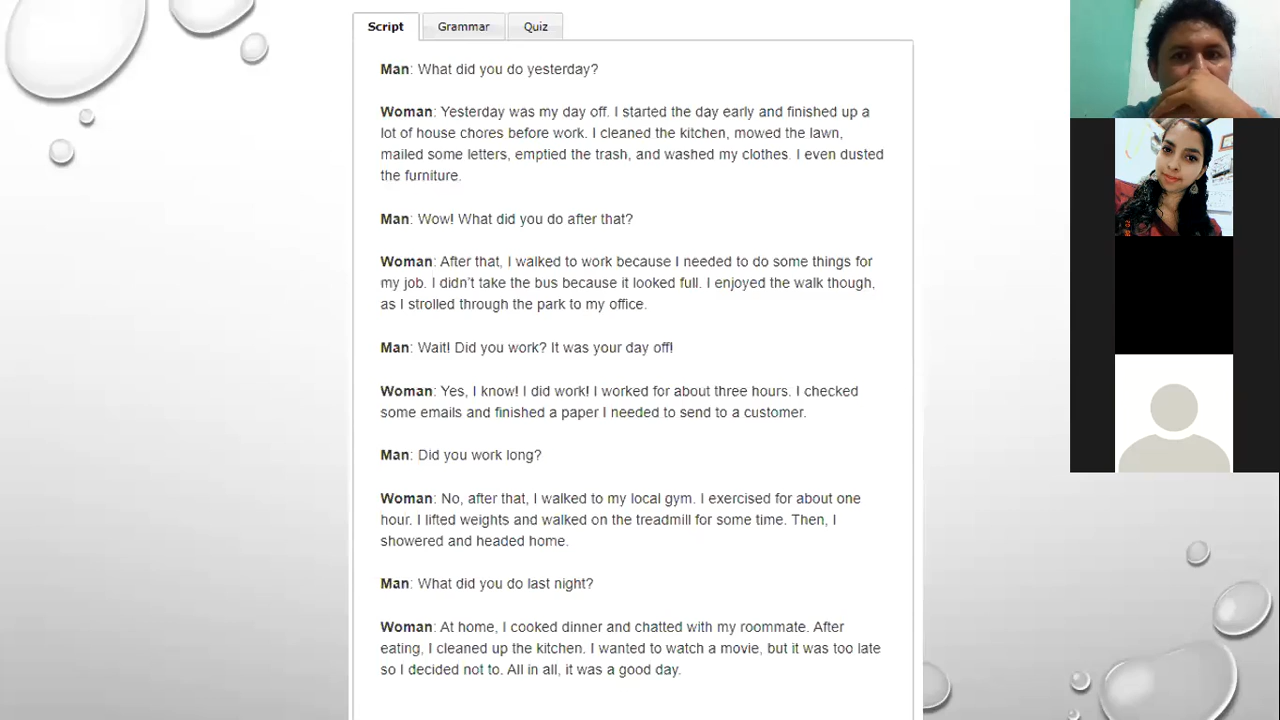 Script Grammar Quiz
Man: What did you do yesterday?
Woman: Yesterday was my day off. I started the day early and finished up a
lot of house chores before work. I cleaned the kitchen, mowed the lawn,
mailed some letters, emptied the trash, and washed my clothes. I even dusted
the furniture.
Man: Wow! What did you do after that?
Woman: After that, I walked to work because I needed to do some things for
my job. I didn’t take the bus because it looked full. I enjoyed the walk though,
as I strolled through the park to my office.
Man: Wait! Did you work? It was your day off!
Woman: Yes, I know! I did work! I worked for about three hours. I checked
some emails and finished a paper I needed to send to a customer.
Man: Did you work long?
Woman: No, after that, I walked to my local gym. I exercised for about one
hour. I lifted weights and walked on the treadmill for some time. Then, I
showered and headed home.
Man: What did you do last night?
Woman: At home, I cooked dinner and chatted with my roommate. After
eating, I cleaned up the kitchen. I wanted to watch a movie, but it was too late
so I decided not to. All in all, it was a good day.